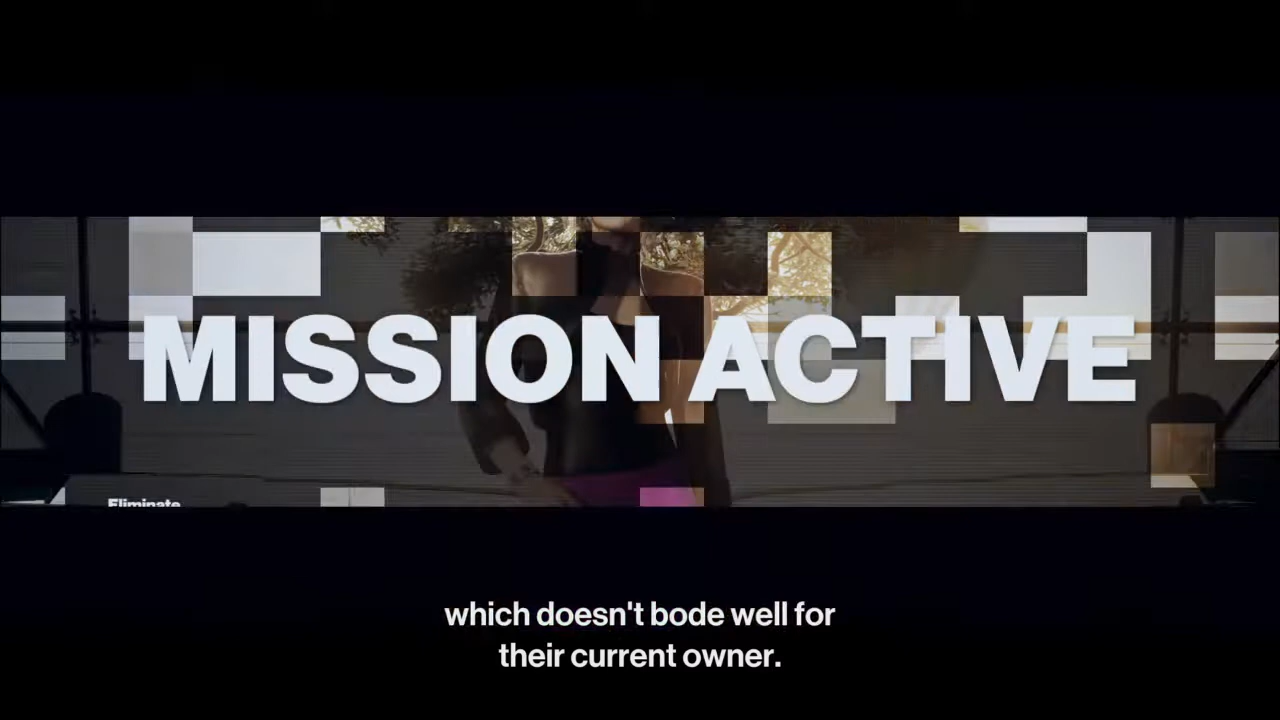 MISSION ACTIVE
Eliminate
which doesn't bode well for
their current owner.